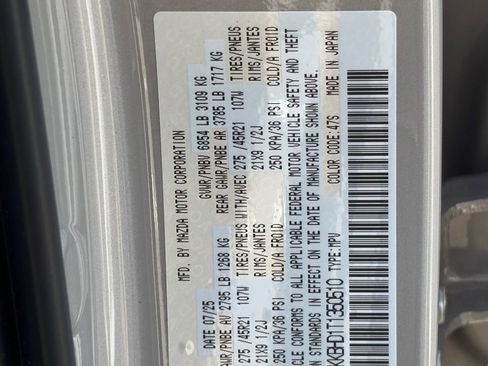 MFD. BY MAZDA MOTOR CORPORATION
DATE 07/25 GVWR/PNBV 6854 LB 3109 KG
GAWR/PNBE AV 2795 LB 1268 KG REAR GAWR/PNBE AR 3785 LB 1717 KG
TIRES/PNEUS WITH/AVEC 275 /45R21 107W TIRES/PNEUS
275 /45R21 107W RIMS/JANTES 21X9 1/2J RIMS/JANTES
21X9 1/2J COLD/A FROID 250 KPA/36 PSI COLD/A FROID
250 KPA/36 PSI
VEHICLE CONFORMS TO ALL APPLICABLE FEDERAL MOTOR VEHICLE SAFETY AND THEFT
STANDARDS IN EFFECT ON THE DATE OF MANUFACTURE SHOWN ABOVE.
TYPE:MPV COLOR CODE:47S MADE IN JAPAN